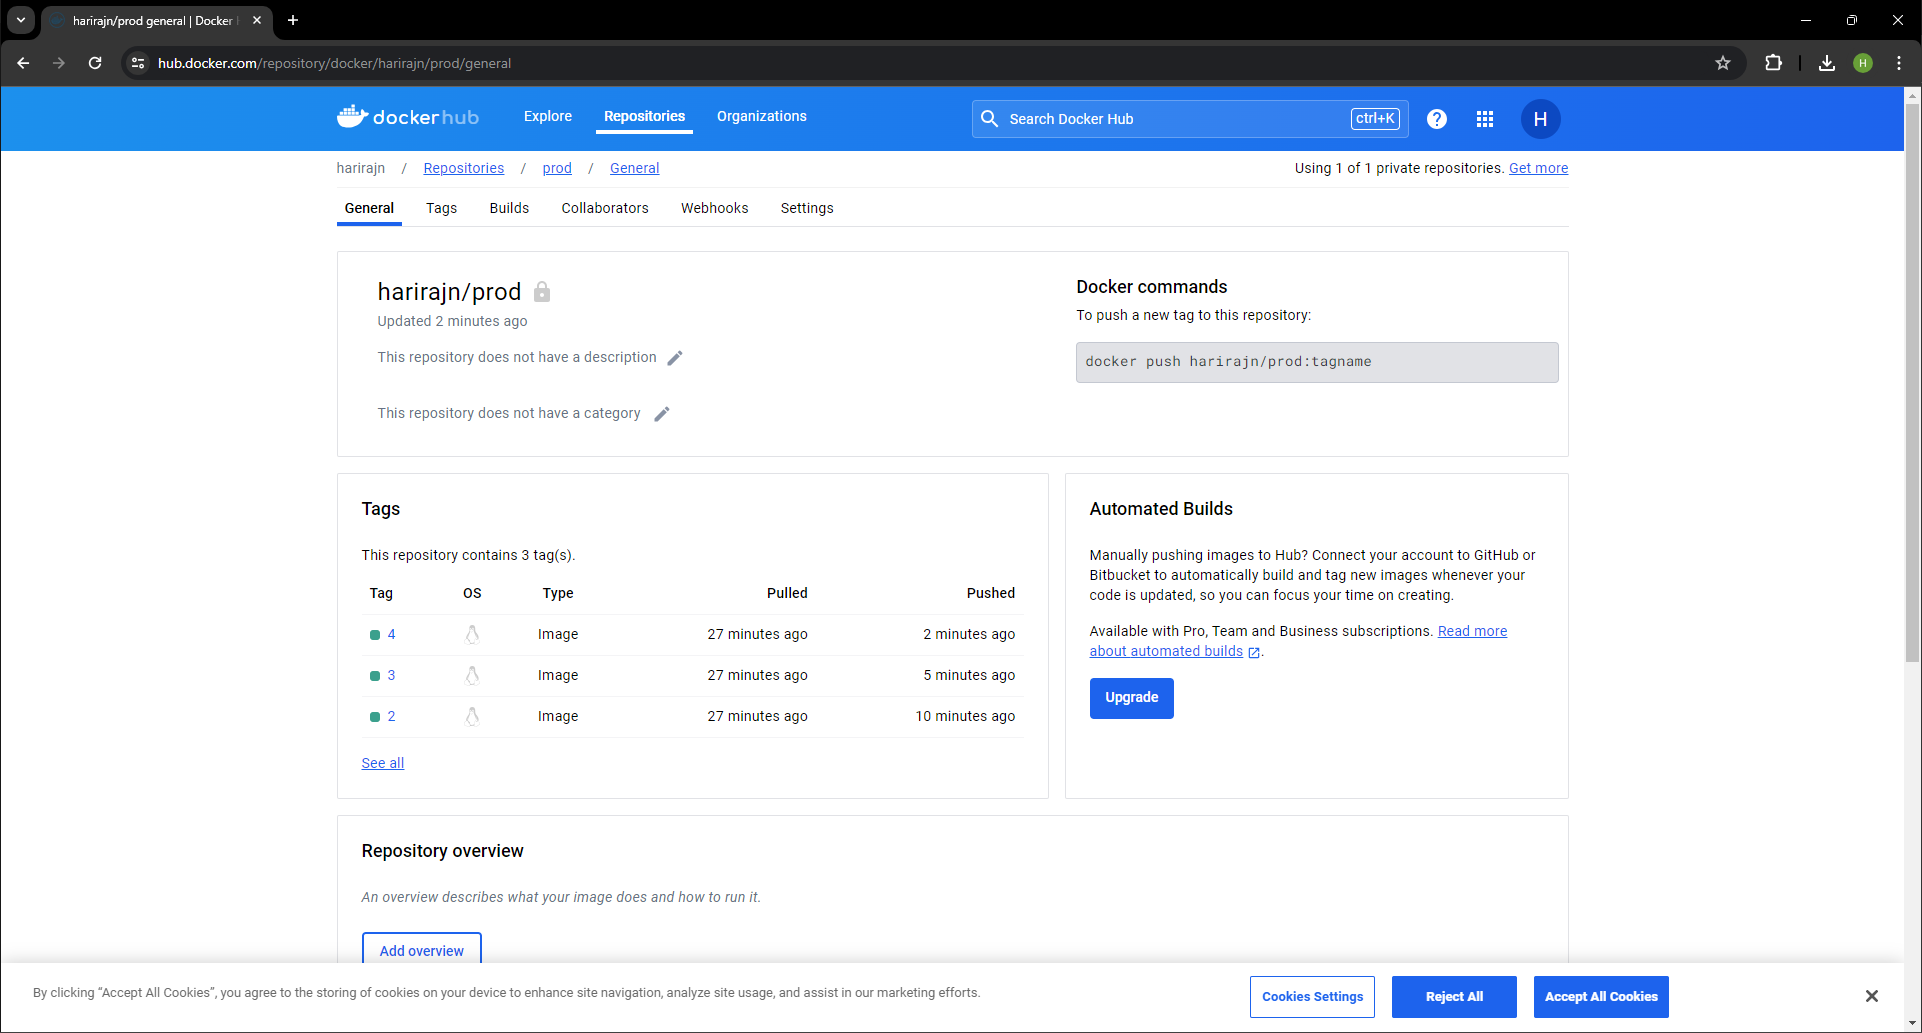 harirajn/prod general | Docker
hub.docker.com/repository/docker/harirajn/prod/general
H
docker hub
Explore
Repositories
Organizations
Search Docker Hub
ctrl+K
?
H
harirajn / Repositories / prod / General
Using 1 of 1 private repositories. Get more
General
Tags
Builds
Collaborators
Webhooks
Settings
harirajn/prod
Updated 2 minutes ago
This repository does not have a description
This repository does not have a category
Docker commands
To push a new tag to this repository:
docker push harirajn/prod:tagname
Tags
This repository contains 3 tag(s).
Tag OS Type Pulled Pushed
4 Image 27 minutes ago 2 minutes ago
3 Image 27 minutes ago 5 minutes ago
2 Image 27 minutes ago 10 minutes ago
See all
Automated Builds
Manually pushing images to Hub? Connect your account to GitHub or
Bitbucket to automatically build and tag new images whenever your
code is updated, so you can focus your time on creating.
Available with Pro, Team and Business subscriptions. Read more
about automated builds .
Upgrade
Repository overview
An overview describes what your image does and how to run it.
Add overview
By clicking “Accept All Cookies”, you agree to the storing of cookies on your device to enhance site navigation, analyze site usage, and assist in our marketing efforts.
Cookies Settings
Reject All
Accept All Cookies